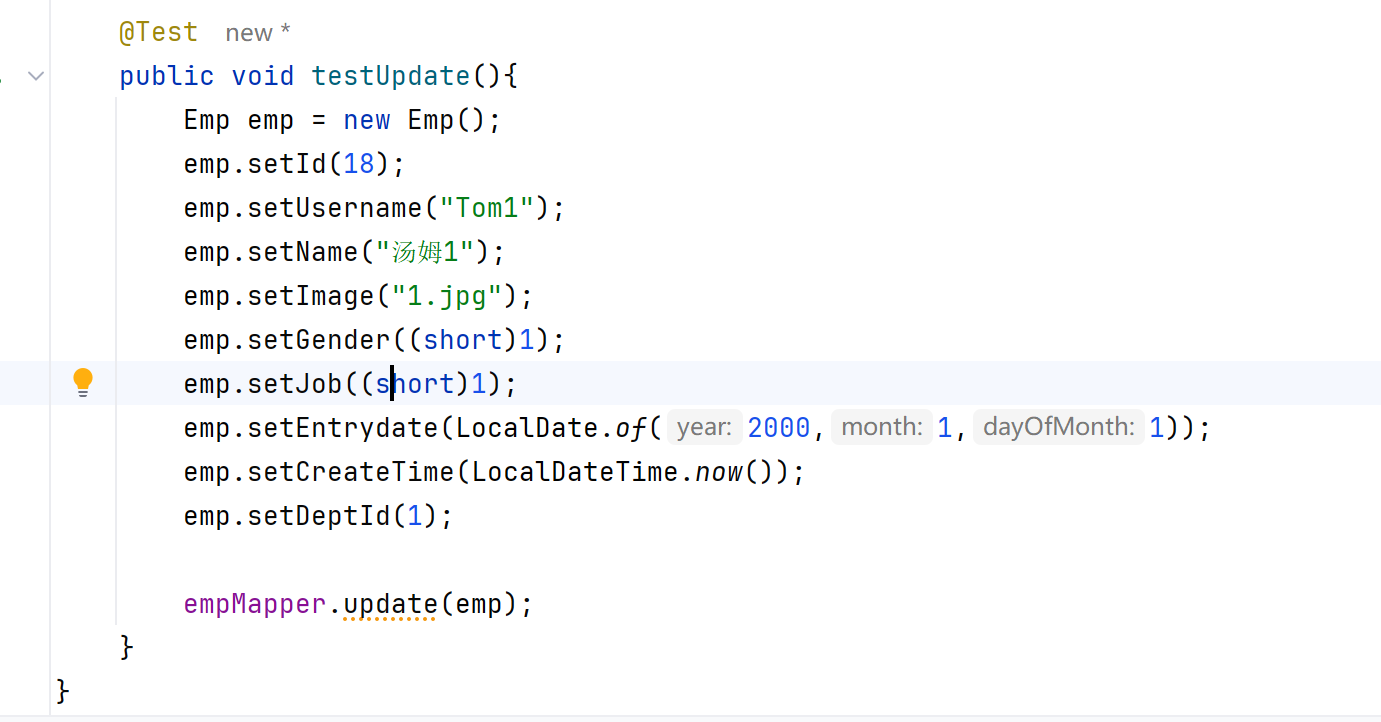 @Test new *
public void testUpdate(){
Emp emp = new Emp();
emp.setId(18);
emp.setUsername("Tom1");
emp.setName("汤姆1");
emp.setImage("1.jpg");
emp.setGender((short)1);
emp.setJob((short)1);
emp.setEntrydate(LocalDate.of( year: 2000, month: 1, dayOfMonth: 1));
emp.setCreateTime(LocalDateTime.now());
emp.setDeptId(1);
empMapper.update(emp);
}
}